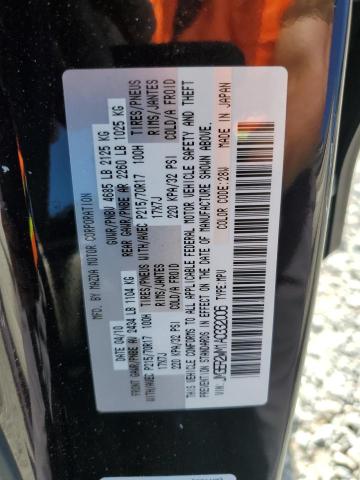 MFD.BY MAZDA MOTOR CORPORATION
DATE 04/10 GVWR/PNBU 4685 LB 2125 KG
FRONT GAWR/PNBE AV 2434 LB 1104 KG REAR GAWR/PNBE AR 2260 LB 1025 KG
WITH/AVEC P215/70R17 100H TIRES/PNEUS WITH/AVEC P215/70R17 100H TIRES/PNEUS
17X7J RIMS/JANTES 17X7J RIMS/JANTES
220 KPA/32 PSI COLD/A FROID 220 KPA/32 PSI COLD/A FROID
THIS VEHICLE CONFORMS TO ALL APPLICABLE FEDERAL MOTOR VEHICLE SAFETY AND THEFT
PREVENTION STANDARDS IN EFFECT ON THE DATE OF MANUFACTURE SHOWN ABOVE.
TYPE:MPV COLOR CODE:28W MADE IN JAPAN
VIN: